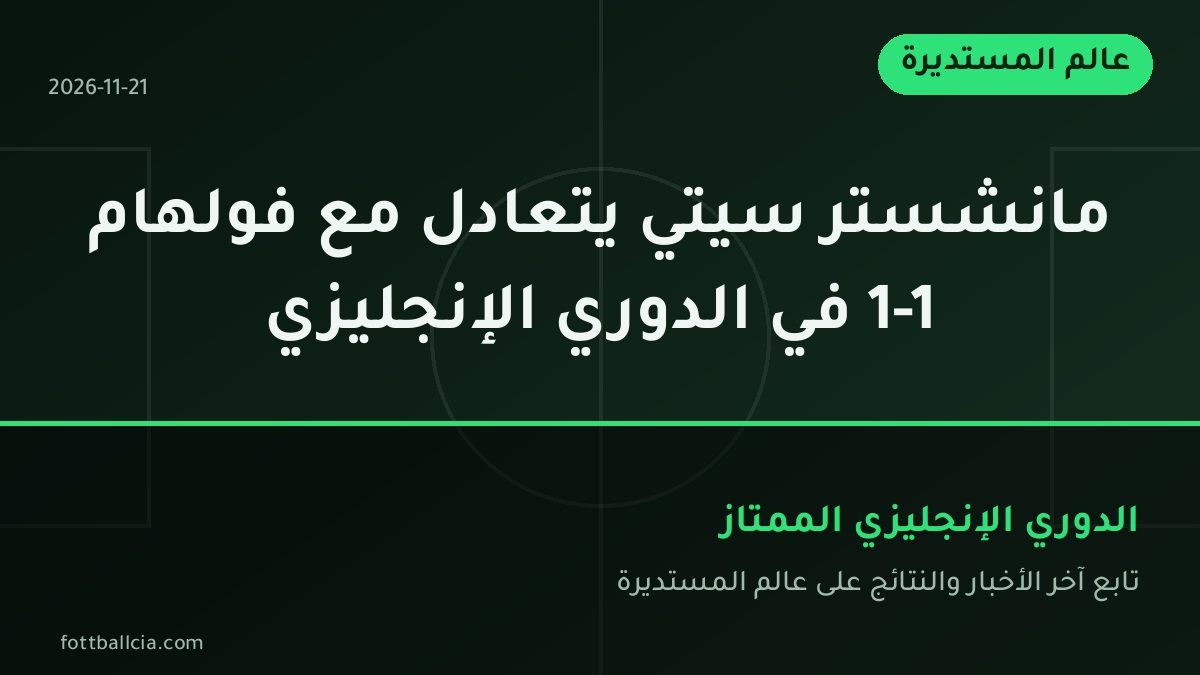 عالم المستديرة
2026-11-21
مانشستر سيتي يتعادل مع فولهام
1-1 في الدوري الإنجليزي
الدوري الإنجليزي الممتاز
تابع آخر الأخبار والنتائج على عالم المستديرة
fottballcia.com